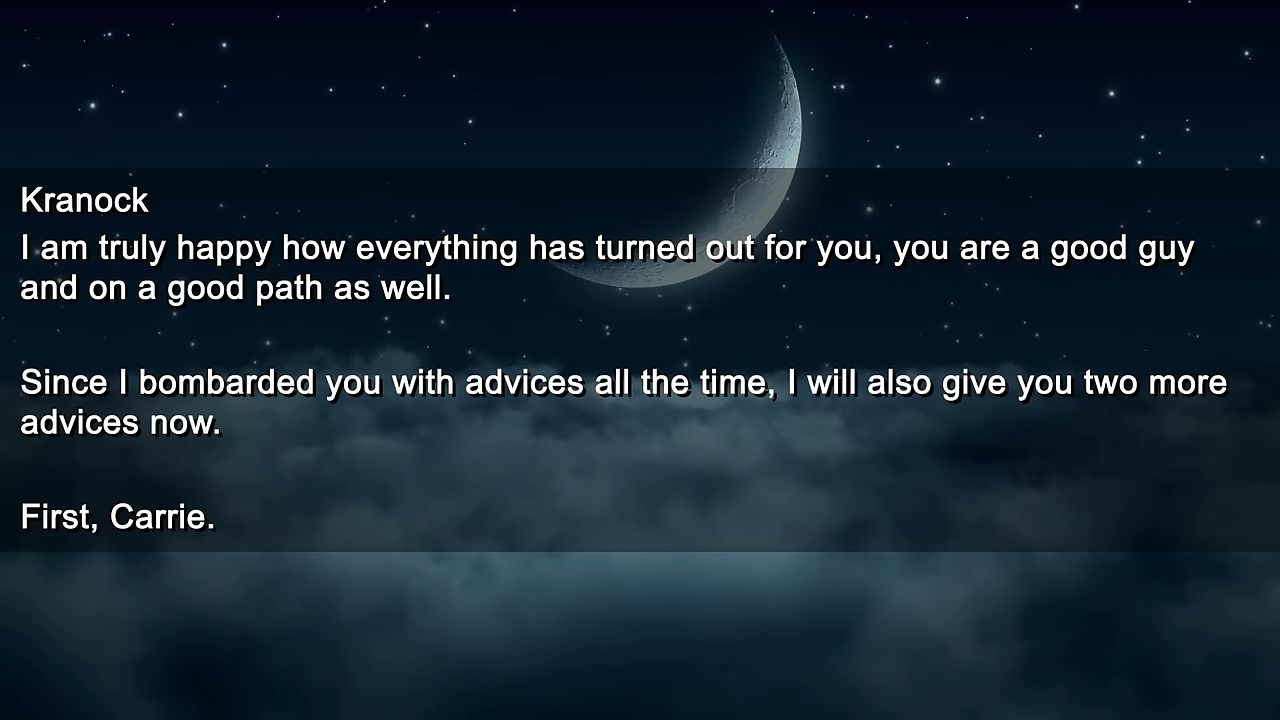 Kranock
I am truly happy how everything has turned out for you, you are a good guy
and on a good path as well.
Since I bombarded you with advices all the time, I will also give you two more
advices now.
First, Carrie.